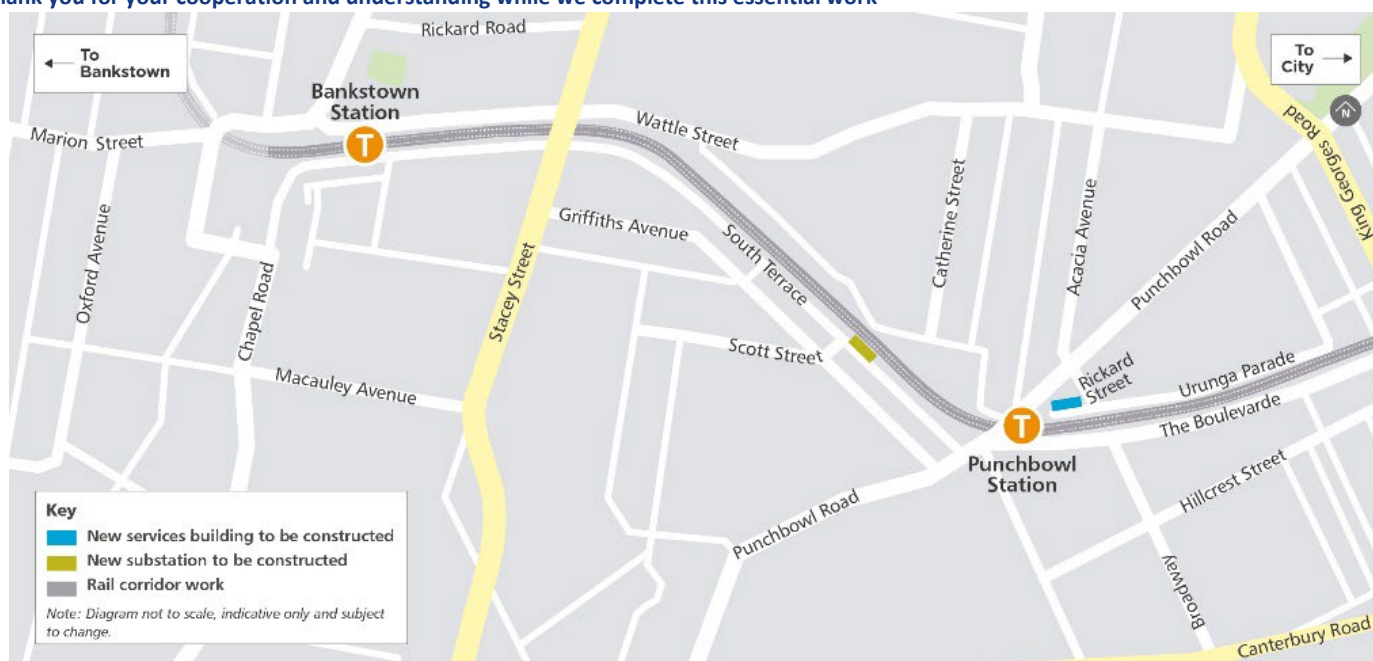 hank you for your cooperation and understanding while we complete this essential work
To
Bankstown
Rickard Road
To
City
Bankstown
Station
N
Marion Street
Wattle Street
King Georges Road
Oxford Avenue
Griffiths Avenue
South Terrace
Catherine Street
Acacia Avenue
Punchbowl Road
Chapel Road
Stacey Street
T
Scott Street
Macauley Avenue
Rickard
Street
Urunga Parade
The Boulevarde
T
Punchbowl
Station
Hillcrest Street
Punchbowl Road
Broadway
Canterbury Road
Key
New services building to be constructed
New substation to be constructed
Rail corridor work
Note: Diagram not to scale, indicative only and subject
to change.